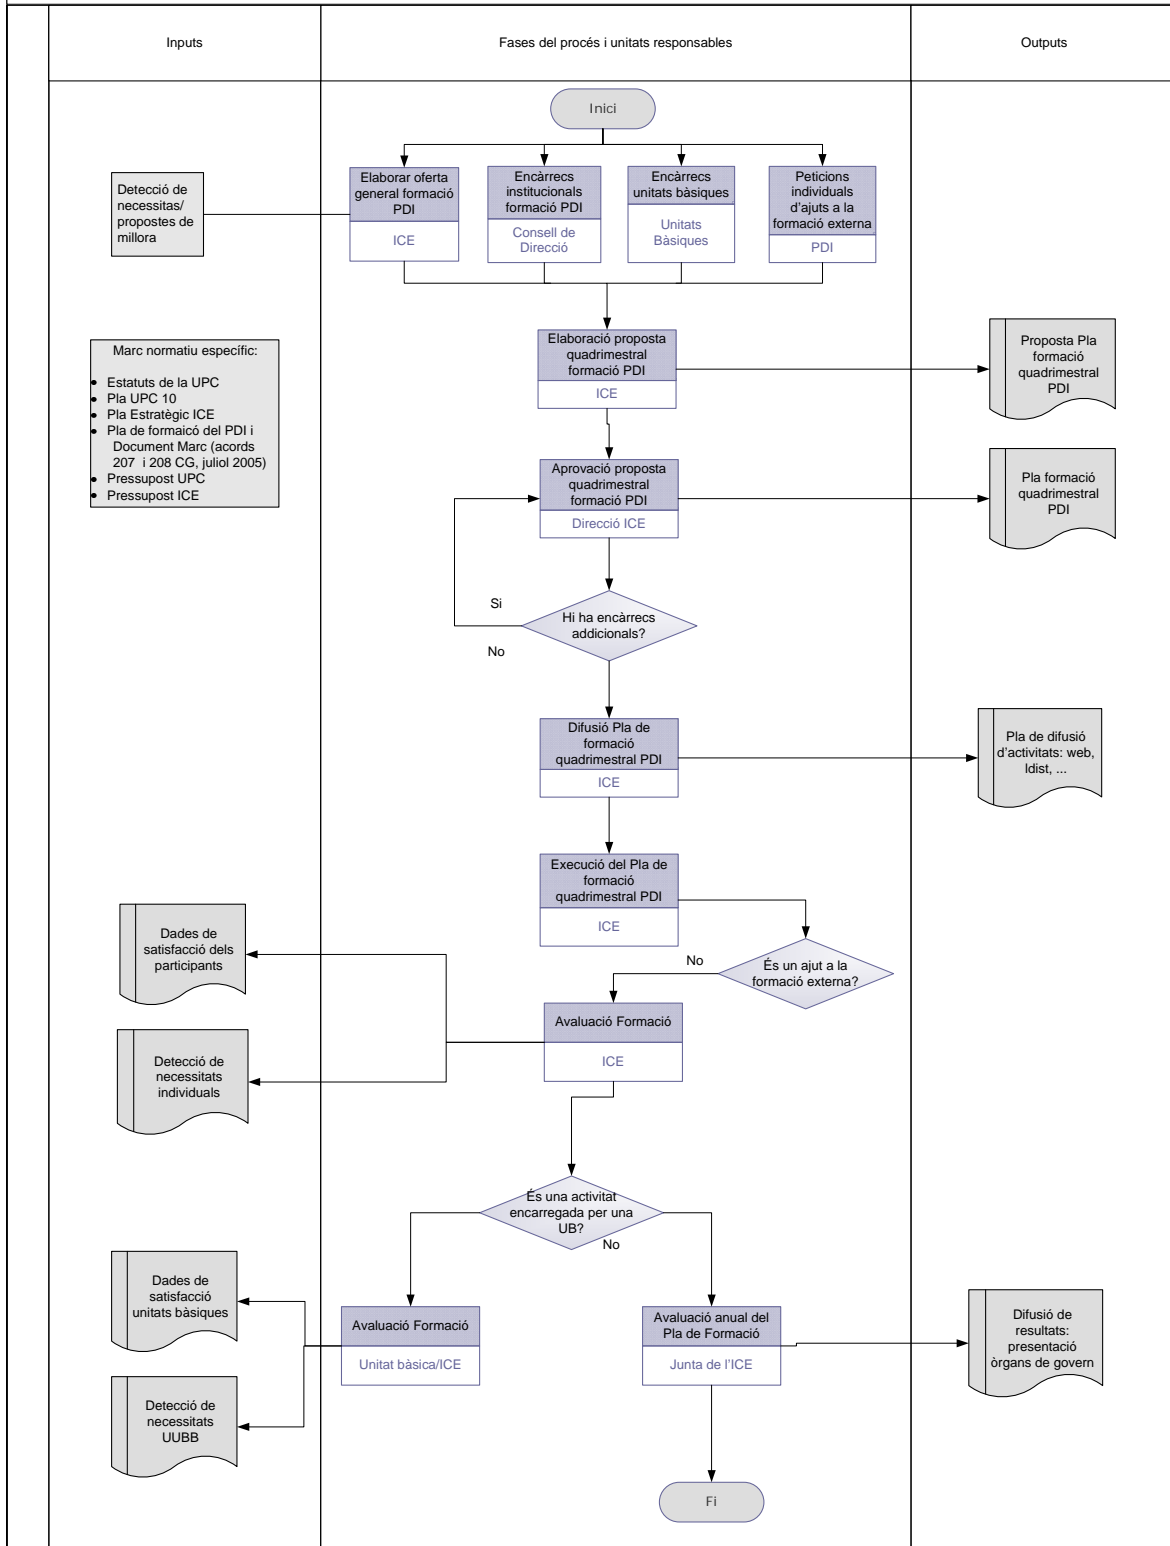 Inputs
Fases del procés i unitats responsables
Outputs
Inici
Elaborar oferta
general formació
PDI
ICE
Encàrrecs
institucionals
formació PDI
Consell de
Direcció
Encàrrecs
unitats bàsiques
Unitats
Bàsiques
Peticions
individuals
d'ajuts a la
formació externa
PDI
Detecció de
necessitas/
propostes de
millora
Marc normatiu específic:
• Estatuts de la UPC
• Pla UPC 10
• Pla Estratègic ICE
• Pla de formaicó del PDI i
Document Marc (acords
207 i 208 CG, juliol 2005)
• Pressupost UPC
• Pressupost ICE
Elaboració proposta
quadrimestral
formació PDI
ICE
Proposta Pla
formació
quadrimestral
PDI
Aprovació proposta
quadrimestral
formació PDI
Direcció ICE
Pla formació
quadrimestral
PDI
Si
Hi ha encàrrecs
addicionals?
No
Difusió Pla de
formació
quadrimestral PDI
ICE
Pla de difusió
d'activitats: web,
ldist, ...
Execució del Pla de
formació
quadrimestral PDI
ICE
És un ajut a la
formació externa?
No
Dades de
satisfacció dels
participants
Avaluació Formació
ICE
Detecció de
necessitats
individuals
És una activitat
encarregada per una
UB?
No
Dades de
satisfacció
unitats bàsiques
Avaluació Formació
Unitat bàsica/ICE
Avaluació anual del
Pla de Formació
Junta de l'ICE
Difusió de
resultats:
presentació
òrgans de govern
Detecció de
necessitats
UUBB
Fi